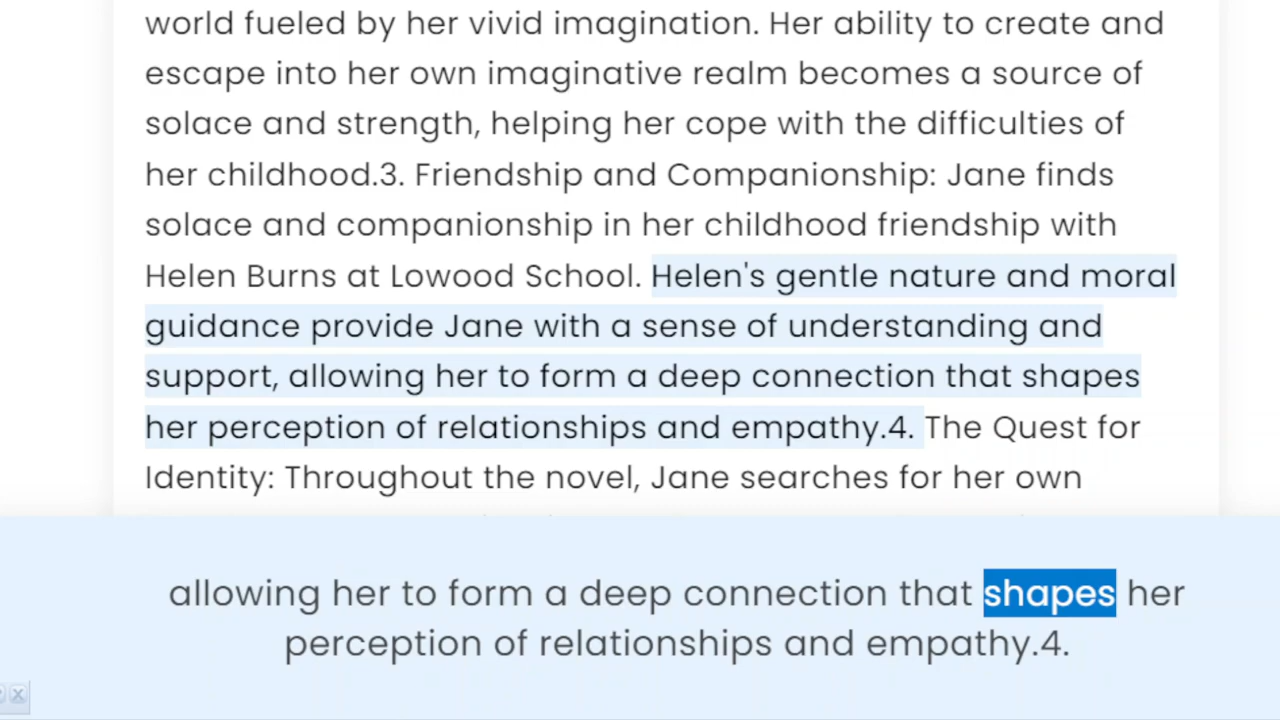 world fueled by her vivid imagination. Her ability to create and
escape into her own imaginative realm becomes a source of
solace and strength, helping her cope with the difficulties of
her childhood.3. Friendship and Companionship: Jane finds
solace and companionship in her childhood friendship with
Helen Burns at Lowood School. Helen's gentle nature and moral
guidance provide Jane with a sense of understanding and
support, allowing her to form a deep connection that shapes
her perception of relationships and empathy.4. The Quest for
Identity: Throughout the novel, Jane searches for her own
allowing her to form a deep connection that shapes her
perception of relationships and empathy.4.